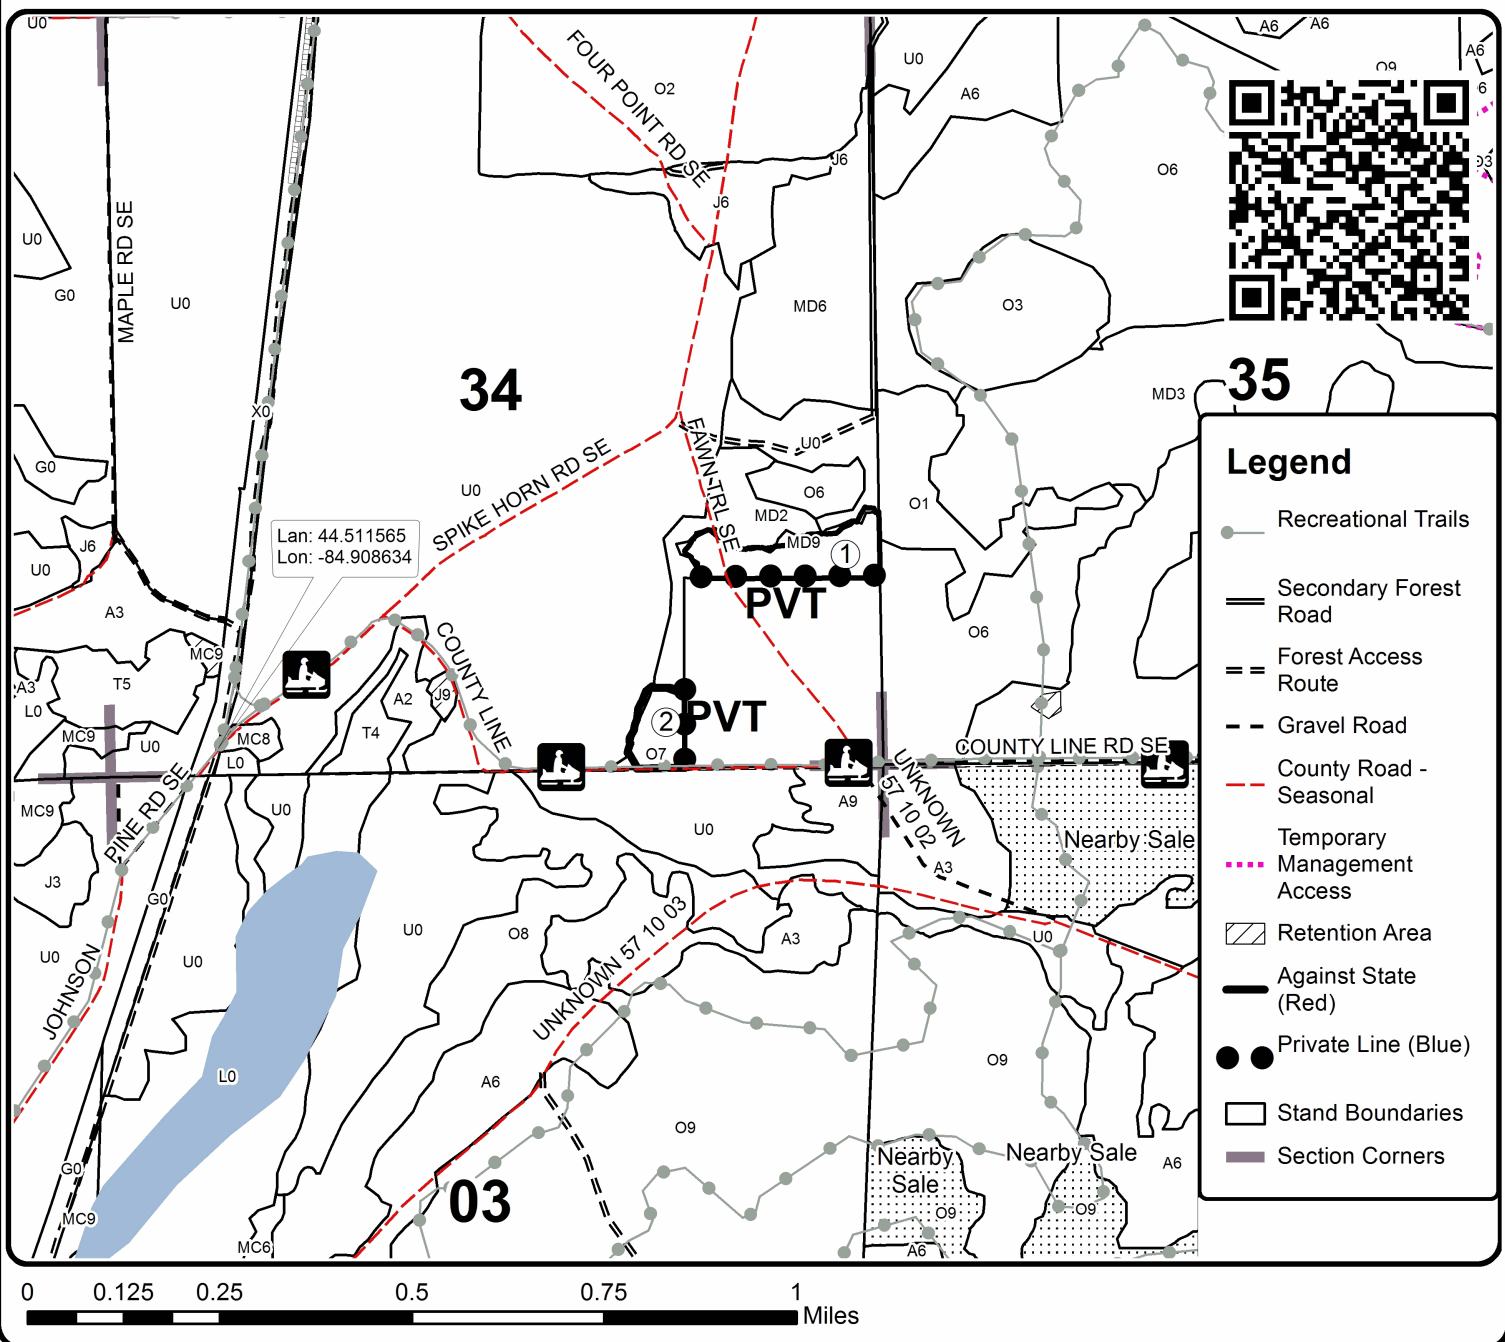 U0
A6
A6
A6
U0
O9
O2
FOUR POINT RD SE
A6
J6
O6
O3
MAPLE RD SE
J6
U0
G0
U0
MD6
O3
34
35
MD3
X0
U0
FAWN TRL SE
SPIKE HORN RD SE
G0
U0
O6
O1
MD2
Lan: 44.511565
Lon: -84.908634
J6
MD9
1
U0
PVT
A3
O6
MC9
COUNTY LINE
T5
A3
L0
J9
A2
2
PVT
T4
MC9
U0
MC8
L0
O7
COUNTY LINE RD SE
UNKNOWN
57 10 02
PINE RD SE
MC9
U0
A9
U0
Nearby Sale
A3
J3
G0
UNKNOWN 57 10 03
U0
O8
A3
U0
U0
U0
JOHNSON
L0
A6
O9
O9
G0
Nearby
Sale
Nearby Sale
A6
03
O9
O9
MC9
MC6
A6
Legend
Recreational Trails
Secondary Forest
Road
Forest Access
Route
Gravel Road
County Road -
Seasonal
Temporary
Management
Access
Retention Area
Against State
(Red)
Private Line (Blue)
Stand Boundaries
Section Corners
0 0.125 0.25 0.5 0.75 1
Miles